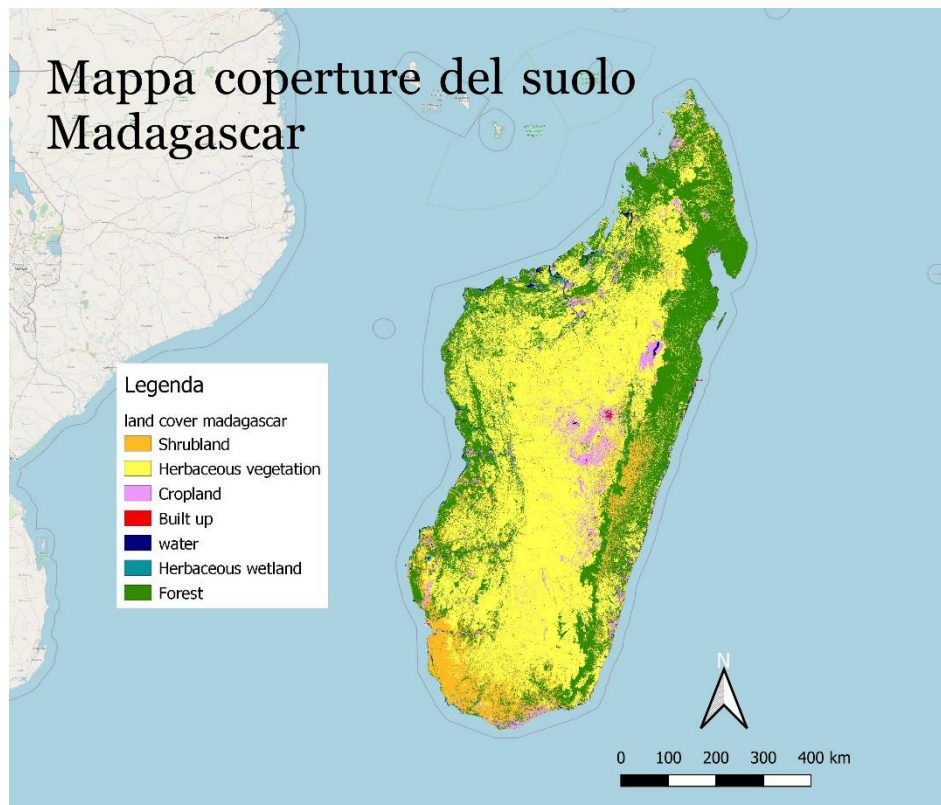 Mappa coperture del suolo
Madagascar
Legenda
land cover madagascar
Shrubland
Herbaceous vegetation
Cropland
Built up
water
Herbaceous wetland
Forest
N
0 100 200 300 400 km